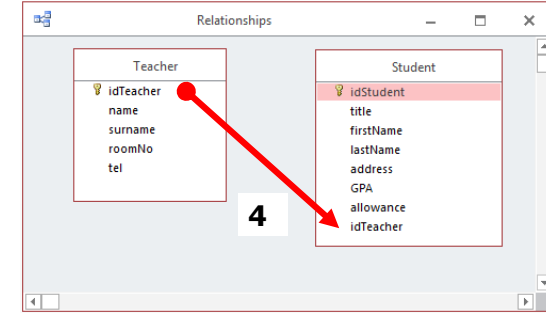 Relationships
Teacher
idTeacher
name
surname
roomNo
tel
Student
idStudent
title
firstName
lastName
address
GPA
allowance
idTeacher
4